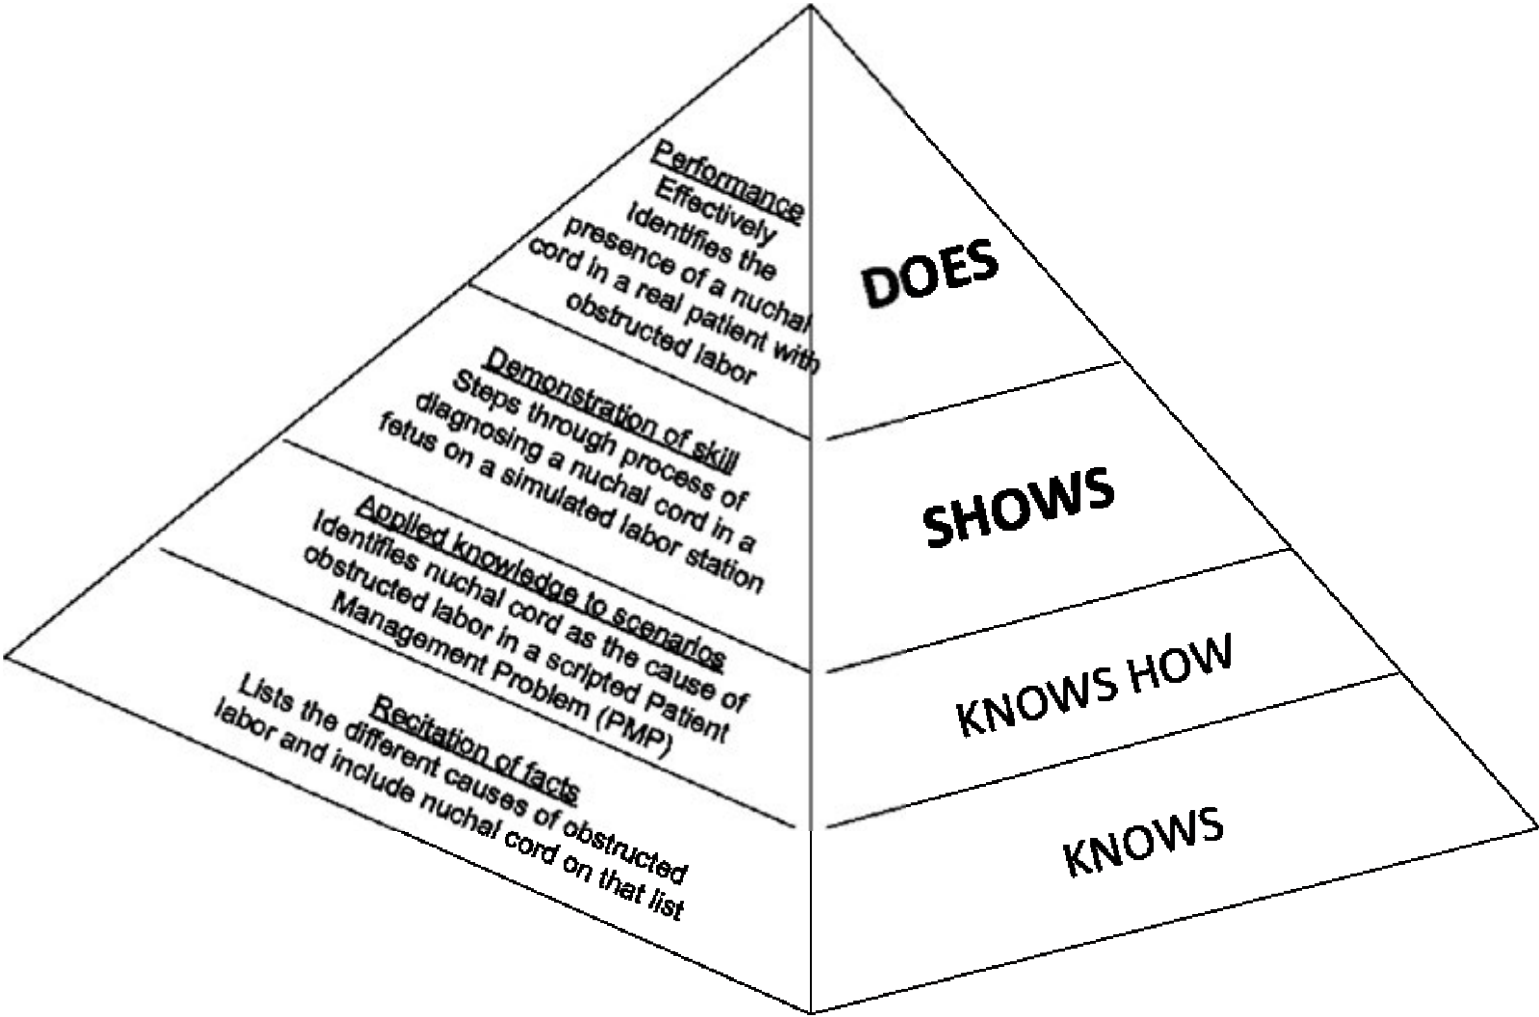 Performance
Effectively
Identifies the
presence of a nuchal
cord in a real patient with
obstructed labor
DOES
Demonstration of skill
Steps through process of
diagnosing a nuchal cord in a
fetus on a simulated labor station
SHOWS
Applied knowledge to scenarios
Identifies nuchal cord as the cause of
obstructed labor in a scripted Patient
Management Problem (PMP)
KNOWS HOW
Recitation of facts
Lists the different causes of obstructed
labor and include nuchal cord on that list
KNOWS